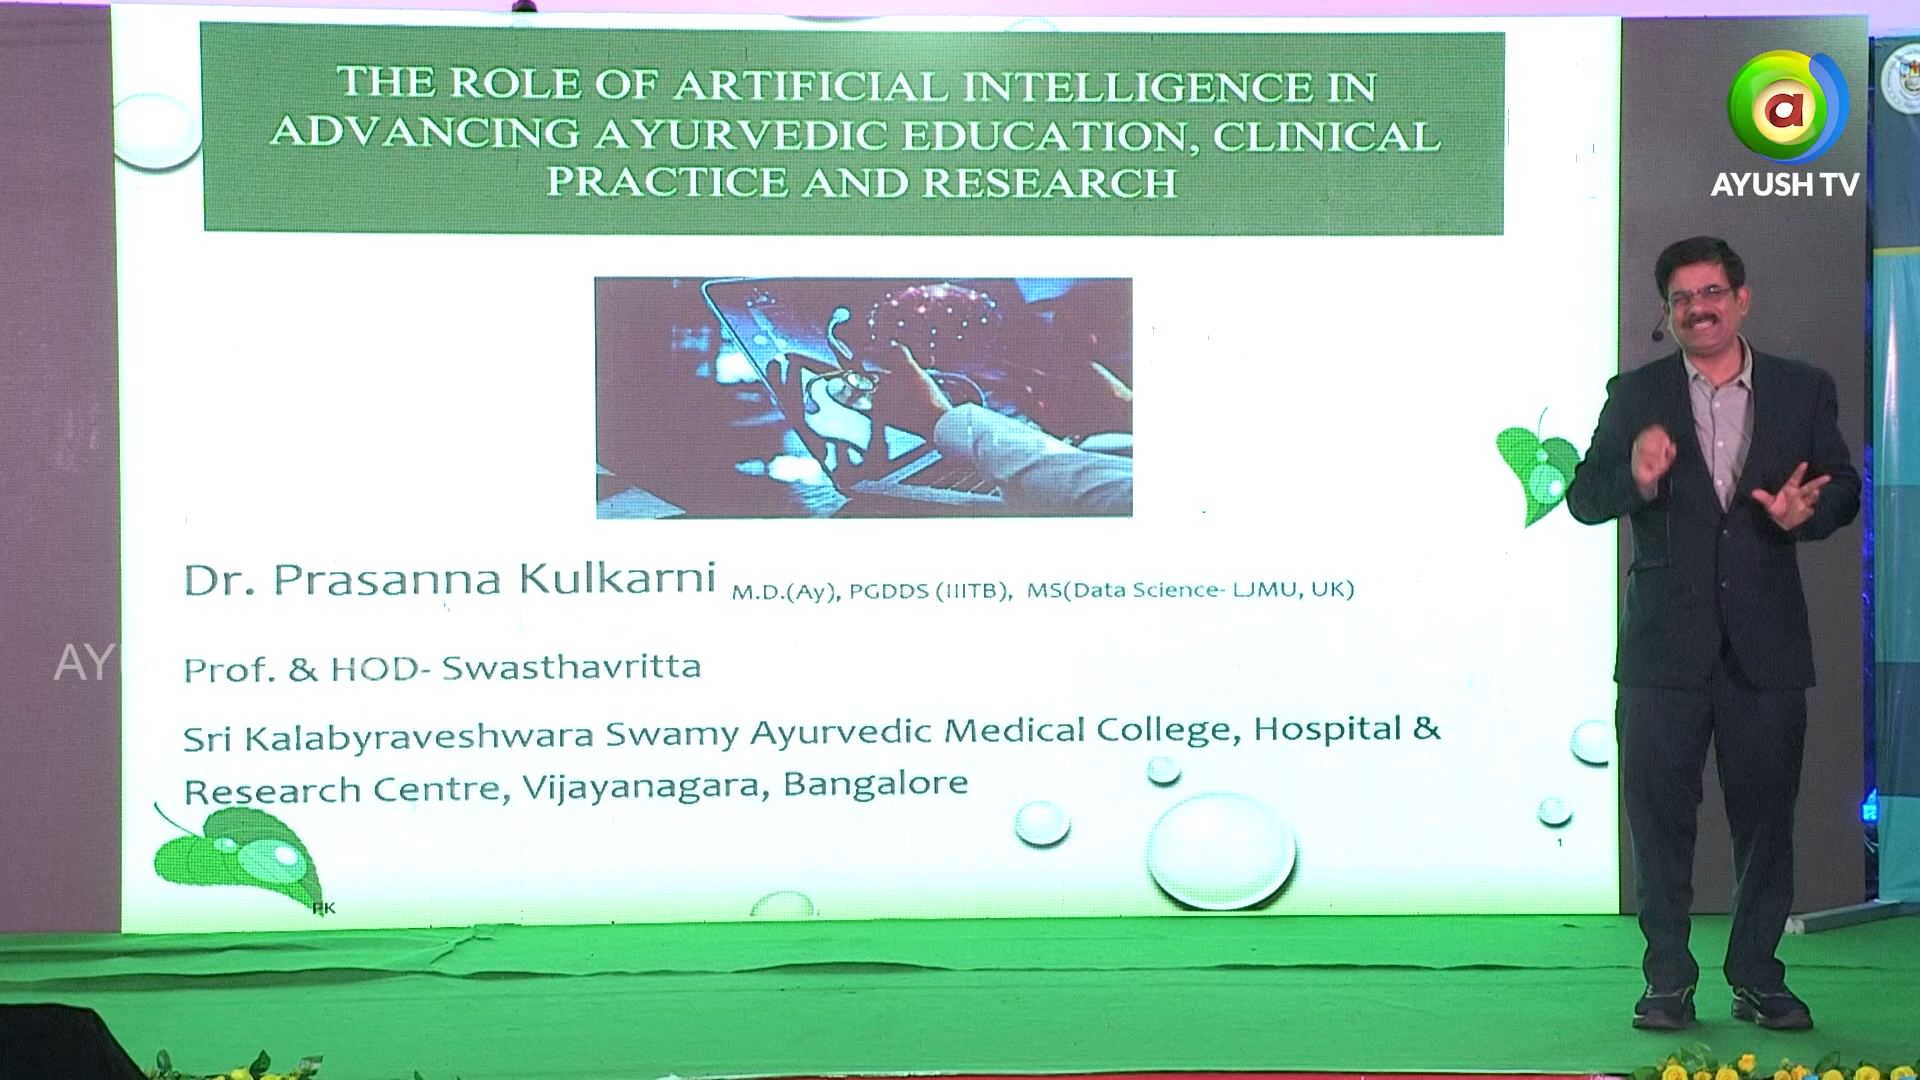 THE ROLE OF ARTIFICIAL INTELLIGENCE IN
ADVANCING AYURVEDIC EDUCATION, CLINICAL
PRACTICE AND RESEARCH
a
AYUSH TV
Dr. Prasanna Kulkarni M.D.(Ay), PGDDS (IIITB), MS(Data Science- LJMU, UK)
Prof. & HOD- Swasthavritta
AY
Sri Kalabyraveshwara Swamy Ayurvedic Medical College, Hospital &
Research Centre, Vijayanagara, Bangalore
1
PK